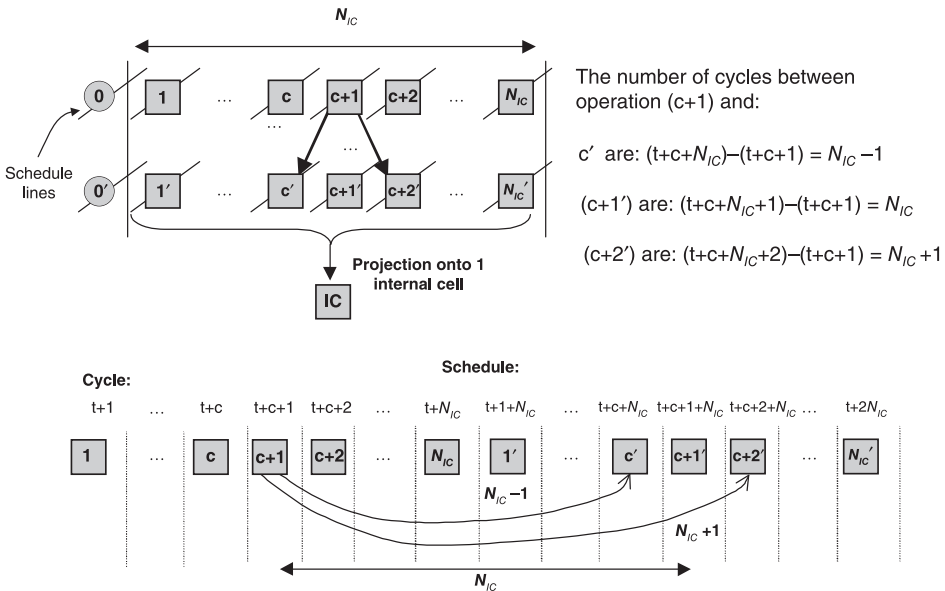 N_IC
0 1 ... c c+1 c+2 ... N_IC
... ...
Schedule
lines
0′ 1′ ... c′ c+1′ c+2′ ... N_IC′
Projection onto 1
internal cell
IC
The number of cycles between
operation (c+1) and:
c′ are: (t+c+N_IC)–(t+c+1) = N_IC –1
(c+1′) are: (t+c+N_IC+1)–(t+c+1) = N_IC
(c+2′) are: (t+c+N_IC+2)–(t+c+1) = N_IC +1
Cycle: Schedule:
t+1 ... t+c t+c+1 t+c+2 ... t+N_IC t+1+N_IC ... t+c+N_IC t+c+1+N_IC t+c+2+N_IC ... t+2N_IC
1 ... c c+1 c+2 ... N_IC 1′ ... c′ c+1′ c+2′ ... N_IC′
N_IC –1
N_IC +1
N_IC